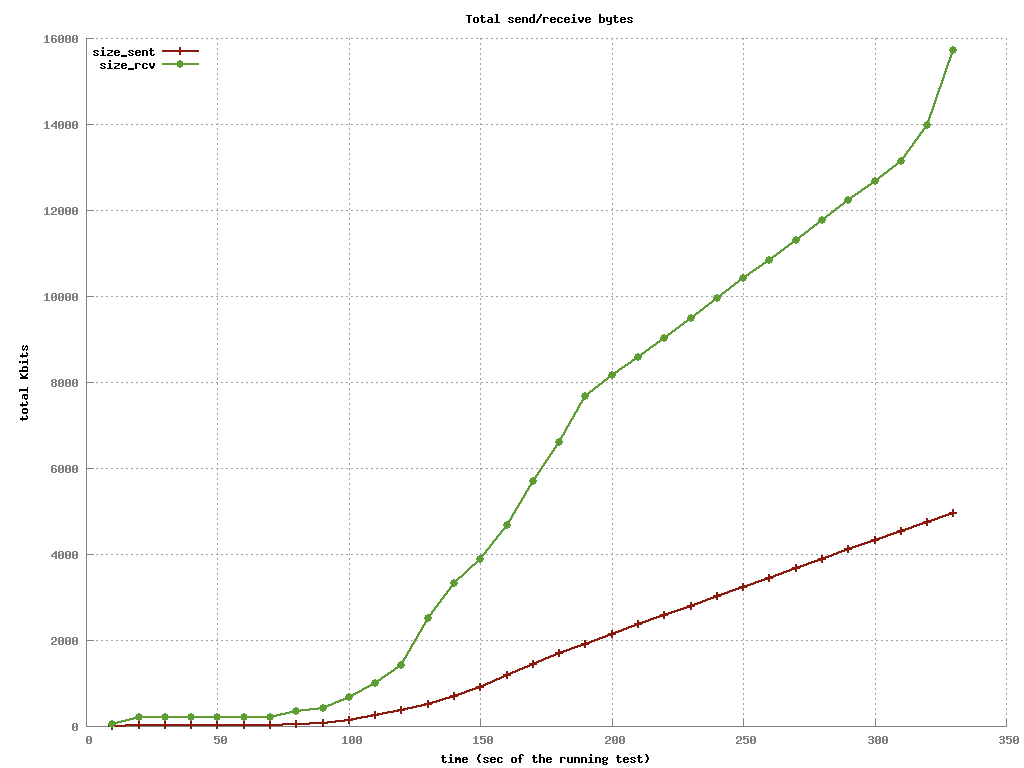 Total send/receive bytes
size_sent
size_rcv
16000
14000
12000
10000
8000
6000
4000
2000
0
total Kbits
0 50 100 150 200 250 300 350
time (sec of the running test)